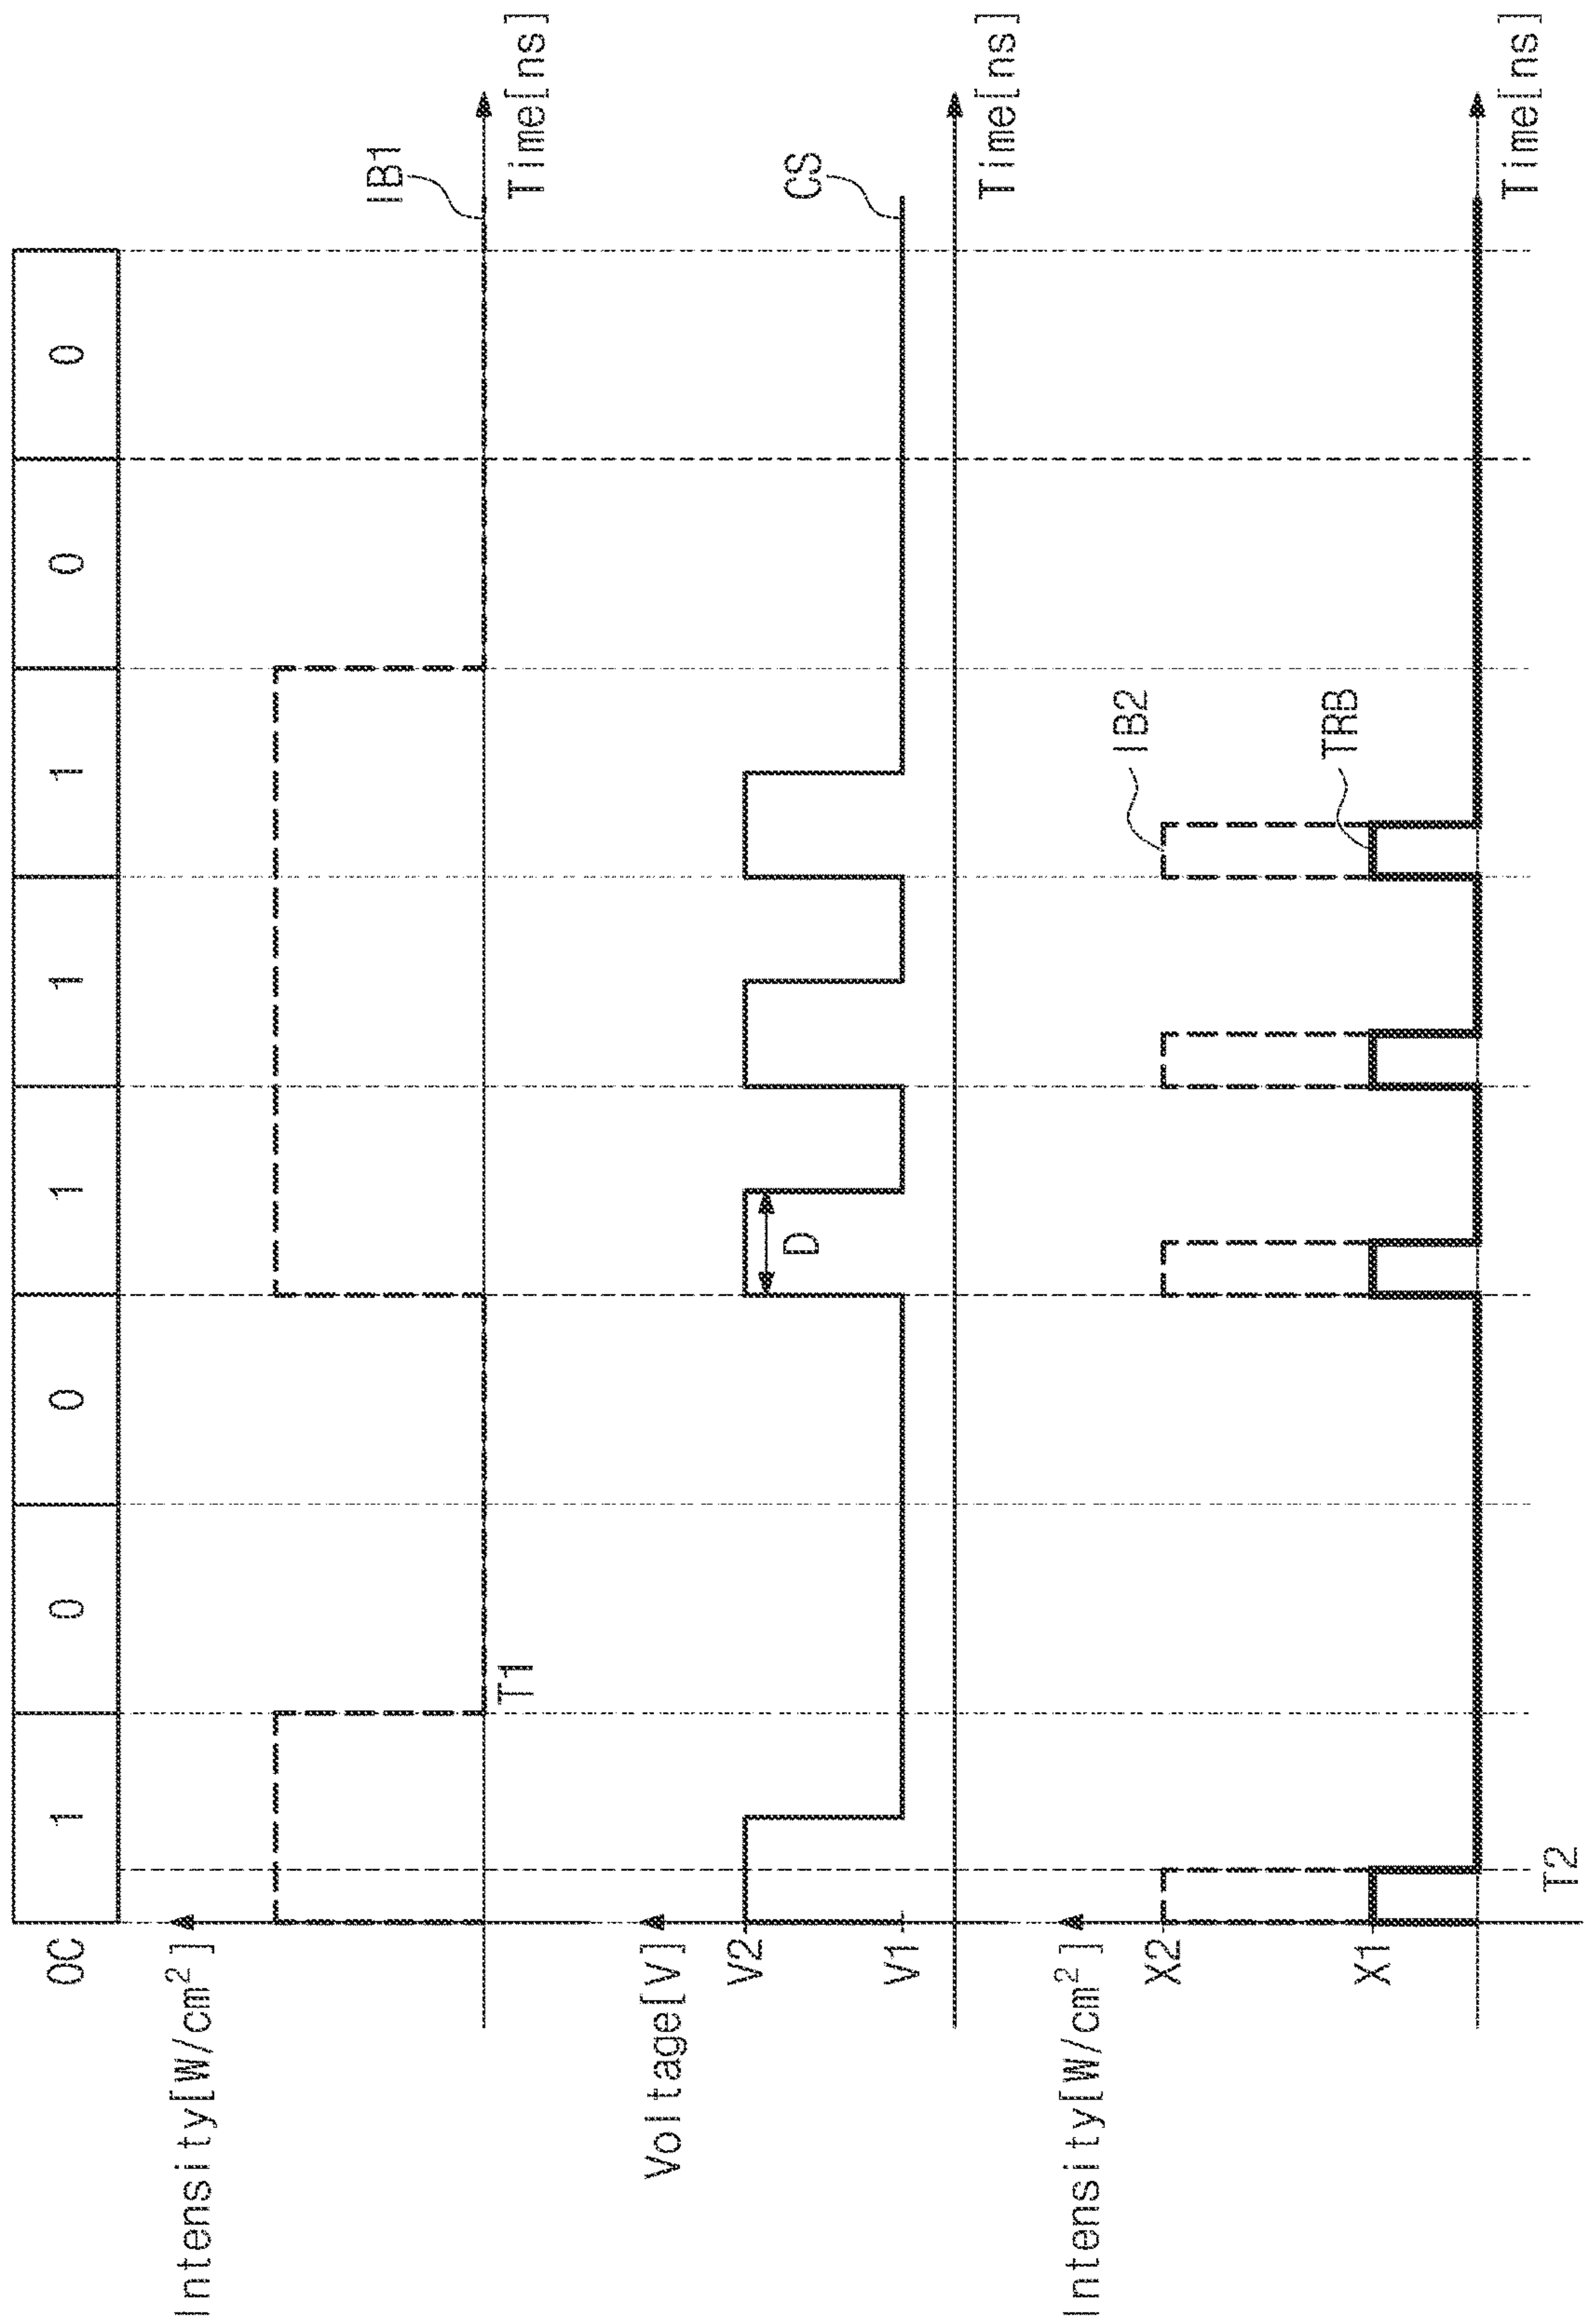 OC 1 0 0 1 1 1 0 0
Intensity[W/cm²]
IB1
T1
Time[ns]
Voltage[V]
V2
CS
D
V1
Time[ns]
Intensity[W/cm²]
X2
IB2
X1
TRB
Time[ns]
T2